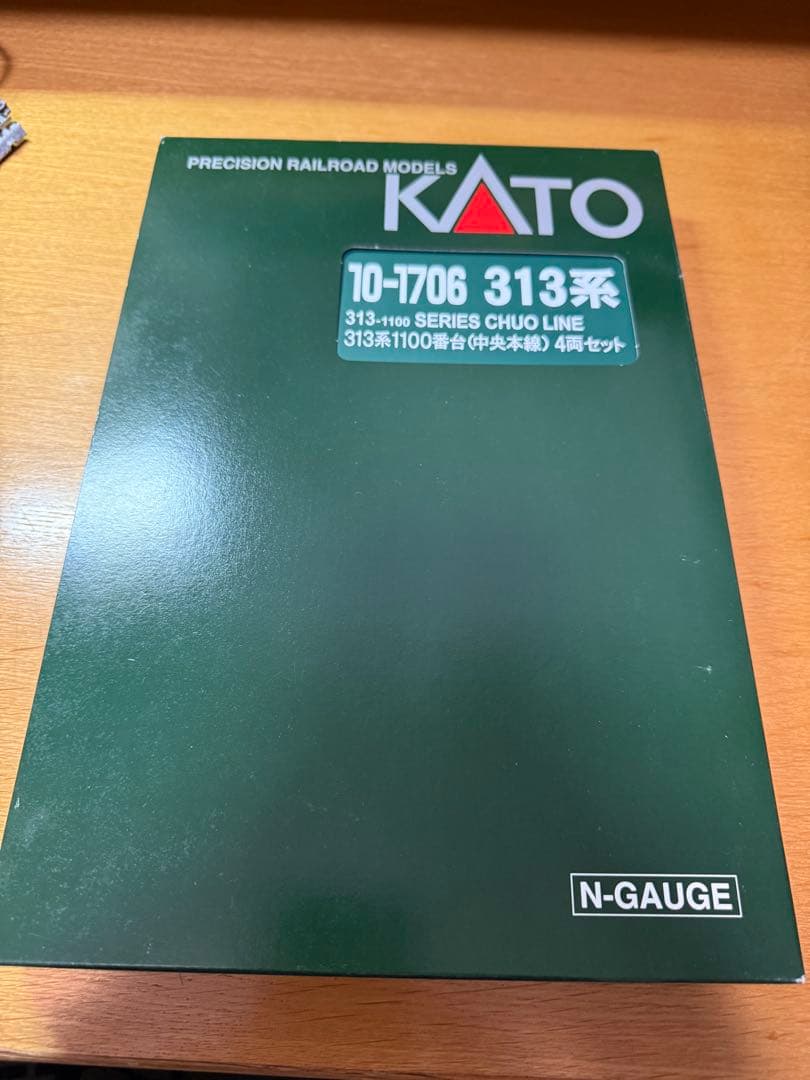 PRECISION RAILROAD MODELS
KATO
10-1706 313系
313-1100 SERIES CHUO LINE
313系1100番台(中央本線) 4両セット
N-GAUGE